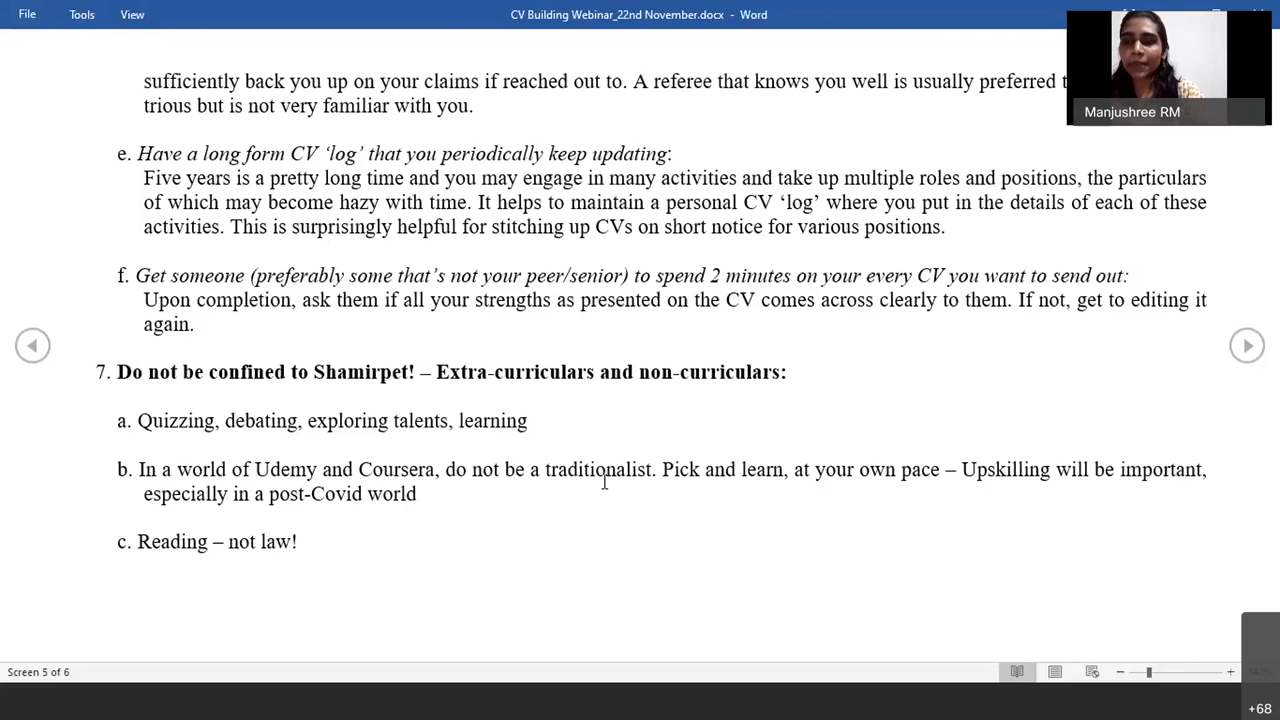 File Tools View CV Building Webinar_22nd November.docx - Word
Manjushree RM
sufficiently back you up on your claims if reached out to. A referee that knows you well is usually preferred
trious but is not very familiar with you.
e. Have a long form CV ‘log’ that you periodically keep updating:
Five years is a pretty long time and you may engage in many activities and take up multiple roles and positions, the particulars
of which may become hazy with time. It helps to maintain a personal CV ‘log’ where you put in the details of each of these
activities. This is surprisingly helpful for stitching up CVs on short notice for various positions.
f. Get someone (preferably some that’s not your peer/senior) to spend 2 minutes on your every CV you want to send out:
Upon completion, ask them if all your strengths as presented on the CV comes across clearly to them. If not, get to editing it
again.
7. Do not be confined to Shamirpet! – Extra-curriculars and non-curriculars:
a. Quizzing, debating, exploring talents, learning
b. In a world of Udemy and Coursera, do not be a traditionalist. Pick and learn, at your own pace – Upskilling will be important,
especially in a post-Covid world
c. Reading – not law!
Screen 5 of 6
+68